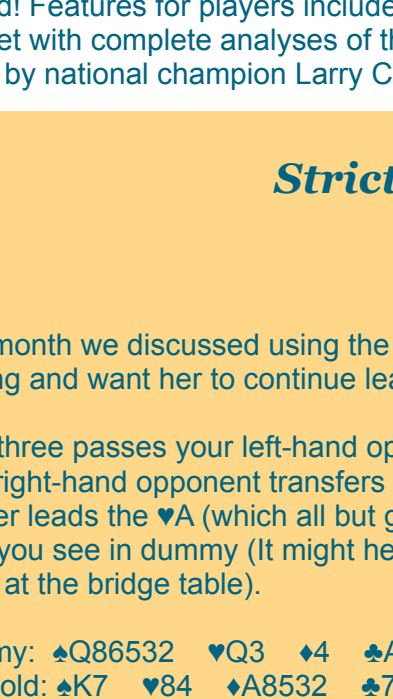 d! Features for players include
et with complete analyses of t
by national champion Larry C
Strict
month we discussed using the
ng and want her to continue lea
three passes your left-hand op
right-hand opponent transfers
er leads the ♥A (which all but g
you see in dummy (It might he
at the bridge table).
my: ♠Q86532 ♥Q3 ♦4 ♣A
old: ♠K7 ♥84 ♦A8532 ♣7